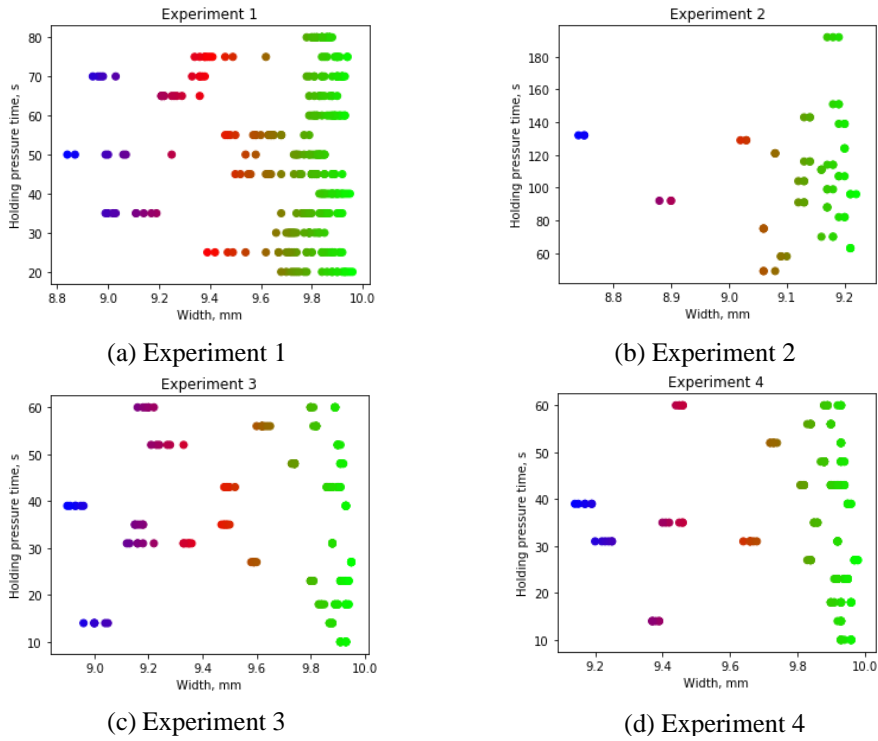 Experiment 1
Holding pressure time, s
80
70
60
50
40
30
20
8.8 9.0 9.2 9.4 9.6 9.8 10.0
Width, mm
(a) Experiment 1
Experiment 2
Holding pressure time, s
180
160
140
120
100
80
60
8.8 8.9 9.0 9.1 9.2
Width, mm
(b) Experiment 2
Experiment 3
Holding pressure time, s
60
50
40
30
20
10
9.0 9.2 9.4 9.6 9.8 10.0
Width, mm
(c) Experiment 3
Experiment 4
Holding pressure time, s
60
50
40
30
20
10
9.2 9.4 9.6 9.8 10.0
Width, mm
(d) Experiment 4